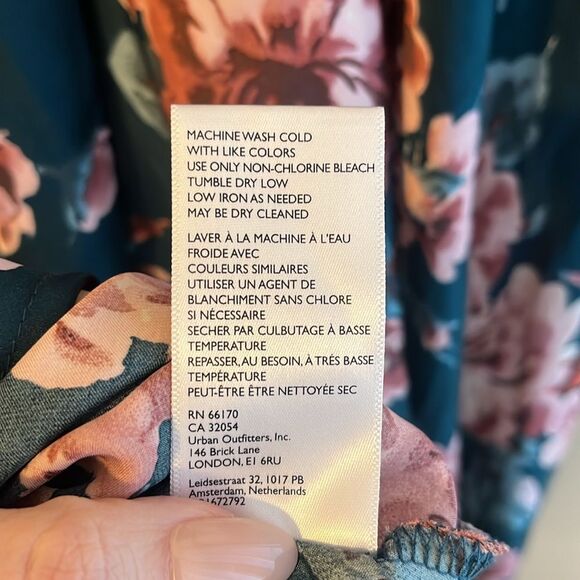 MACHINE WASH COLD
WITH LIKE COLORS
USE ONLY NON-CHLORINE BLEACH
TUMBLE DRY LOW
LOW IRON AS NEEDED
MAY BE DRY CLEANED
LAVER À LA MACHINE À L'EAU
FROIDE AVEC
COULEURS SIMILAIRES
UTILISER UN AGENT DE
BLANCHIMENT SANS CHLORE
SI NÉCESSAIRE
SECHER PAR CULBUTAGE À BASSE
TEMPERATURE
REPASSER, AU BESOIN, À TRÉS BASSE
TEMPÉRATURE
PEUT-ÊTRE ÊTRE NETTOYÉE SEC
RN 66170
CA 32054
Urban Outfitters, Inc.
146 Brick Lane
LONDON, E1 6RU
Leidsestraat 32, 1017 PB
Amsterdam, Netherlands